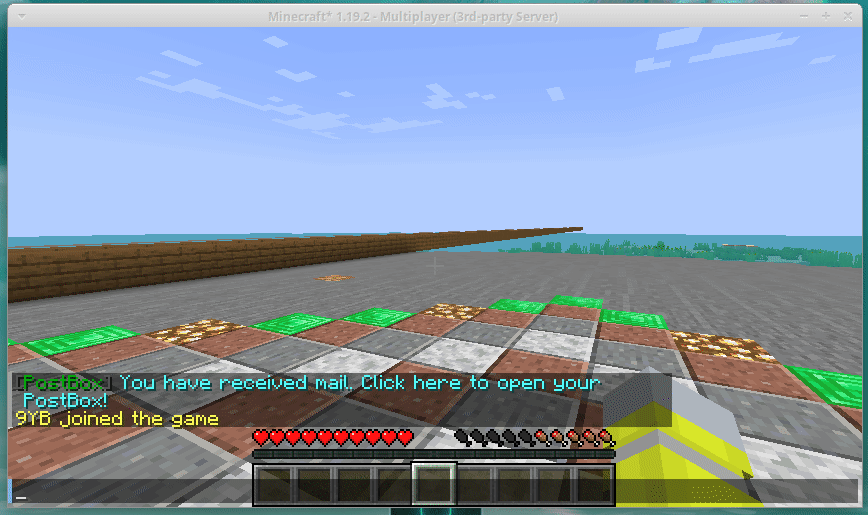 Minecraft* 1.19.2 - Multiplayer (3rd-party Server)
[PostBox] You have received mail. Click here to open your
PostBox!
9YB joined the game
_